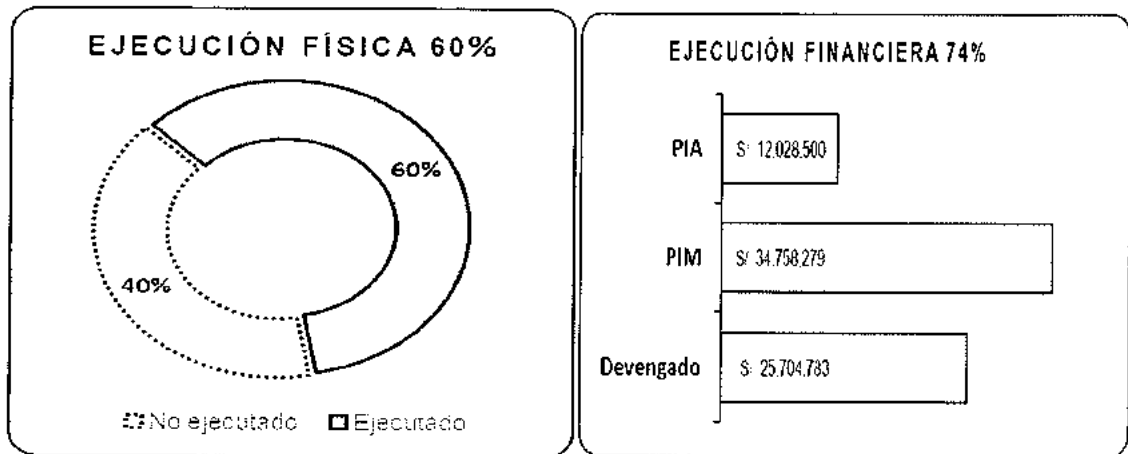 EJECUCIÓN FÍSICA 60%
60%
40%
No ejecutado Ejecutado
EJECUCIÓN FINANCIERA 74%
PIA S/ 12.028.500
PIM S/ 34.758.279
Devengado S/ 25.704.783